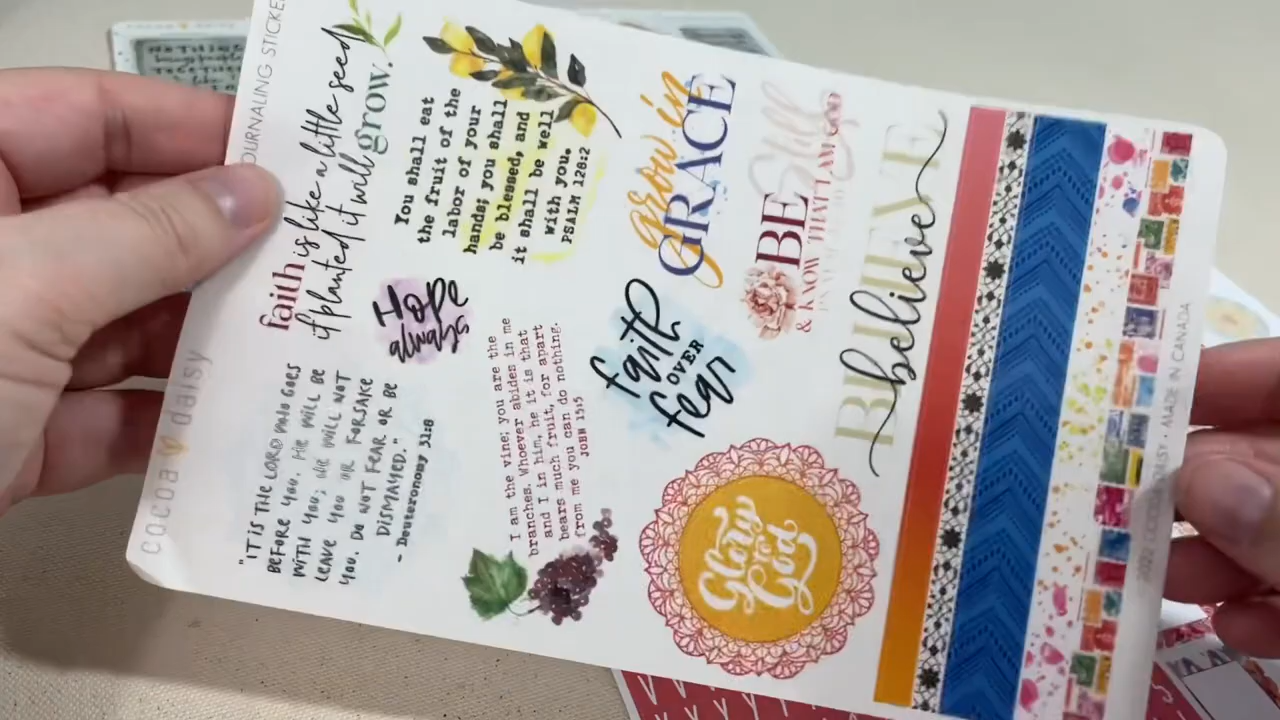 cocoa daisy
JOURNALING STICKER
faith is like a little seed
if planted it will grow.
"IT IS THE LORD WHO GOES
BEFORE YOU. HE WILL BE
WITH YOU; HE WILL NOT
LEAVE YOU OR FORSAKE
YOU. DO NOT FEAR OR BE
DISMAYED."
- Deuteronomy 31:8
HOPE
always
You shall eat
the fruit of the
labor of your
hands; you shall
be blessed, and
it shall be well
with you.
PSALM 128:2
I am the vine; you are the
branches. Whoever abides in me
and I in him, he it is that
bears much fruit, for apart
from me you can do nothing.
JOHN 15:5
grow in
GRACE
faith
OVER
fear
BE Still
& KNOW THAT I AM GOD
Glory
to
God
BELIEVE
believe
2022 COCOA DAISY • MADE IN CANADA
NOTHING
TOGETHER